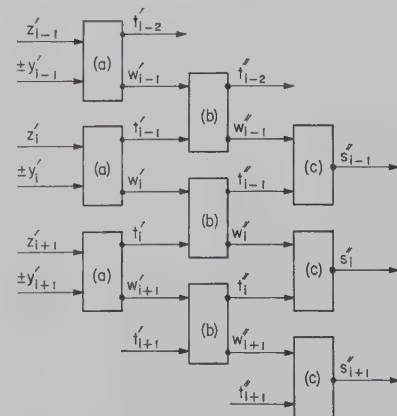 z′ᵢ₋₁ t′ᵢ₋₂
±y′ᵢ₋₁ (a) w′ᵢ₋₁ t″ᵢ₋₂
z′ᵢ t′ᵢ₋₁ (b) w″ᵢ₋₁
±y′ᵢ (a) w′ᵢ t″ᵢ₋₁ (c) s″ᵢ₋₁
z′ᵢ₊₁ t′ᵢ (b) w″ᵢ
±y′ᵢ₊₁ (a) w′ᵢ₊₁ t″ᵢ (c) s″ᵢ
t′ᵢ₊₁ (b) w″ᵢ₊₁
t″ᵢ₊₁ (c) s″ᵢ₊₁